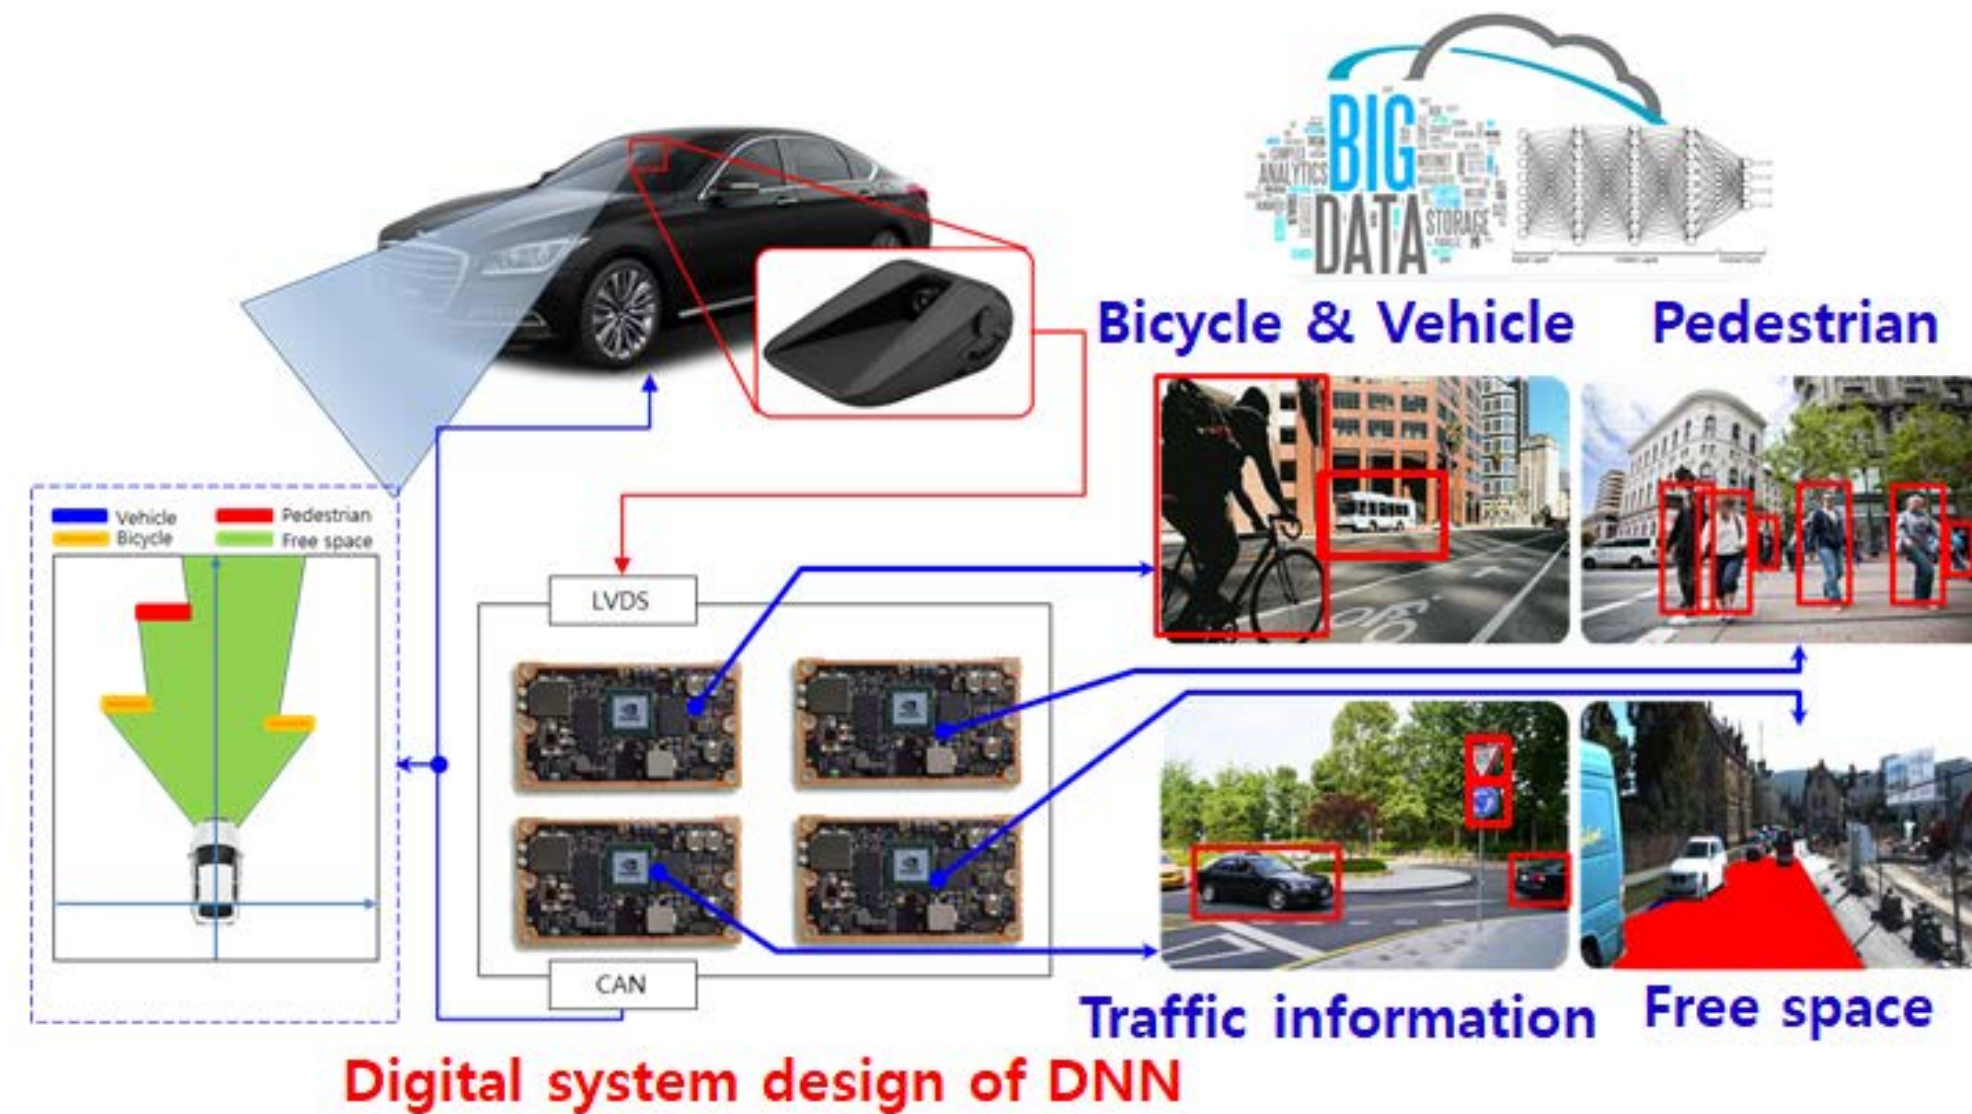 BIG
DATA
ANALYTICS
STORAGE
Bicycle & Vehicle
Pedestrian
Vehicle
Pedestrian
Bicycle
Free space
LVDS
CAN
Traffic information
Free space
Digital system design of DNN